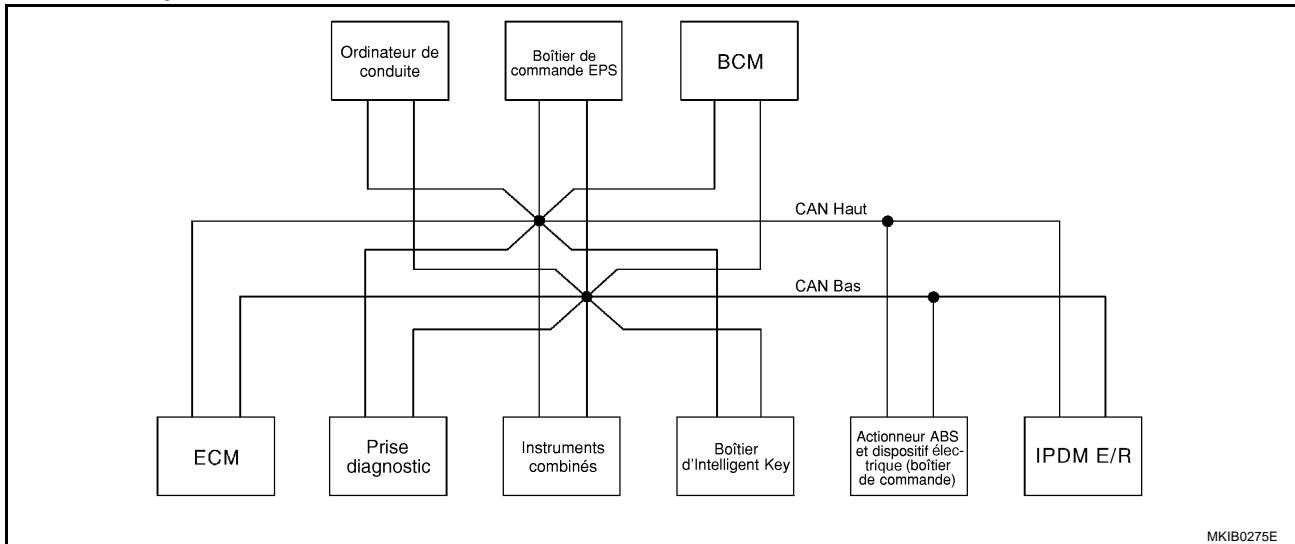 Ordinateur de
conduite
Boîtier de
commande EPS
BCM
CAN Haut
CAN Bas
ECM
Prise
diagnostic
Instruments
combinés
Boîtier
d'Intelligent Key
Actionneur ABS
et dispositif élec-
trique (boîtier
de commande)
IPDM E/R
MKIB0275E